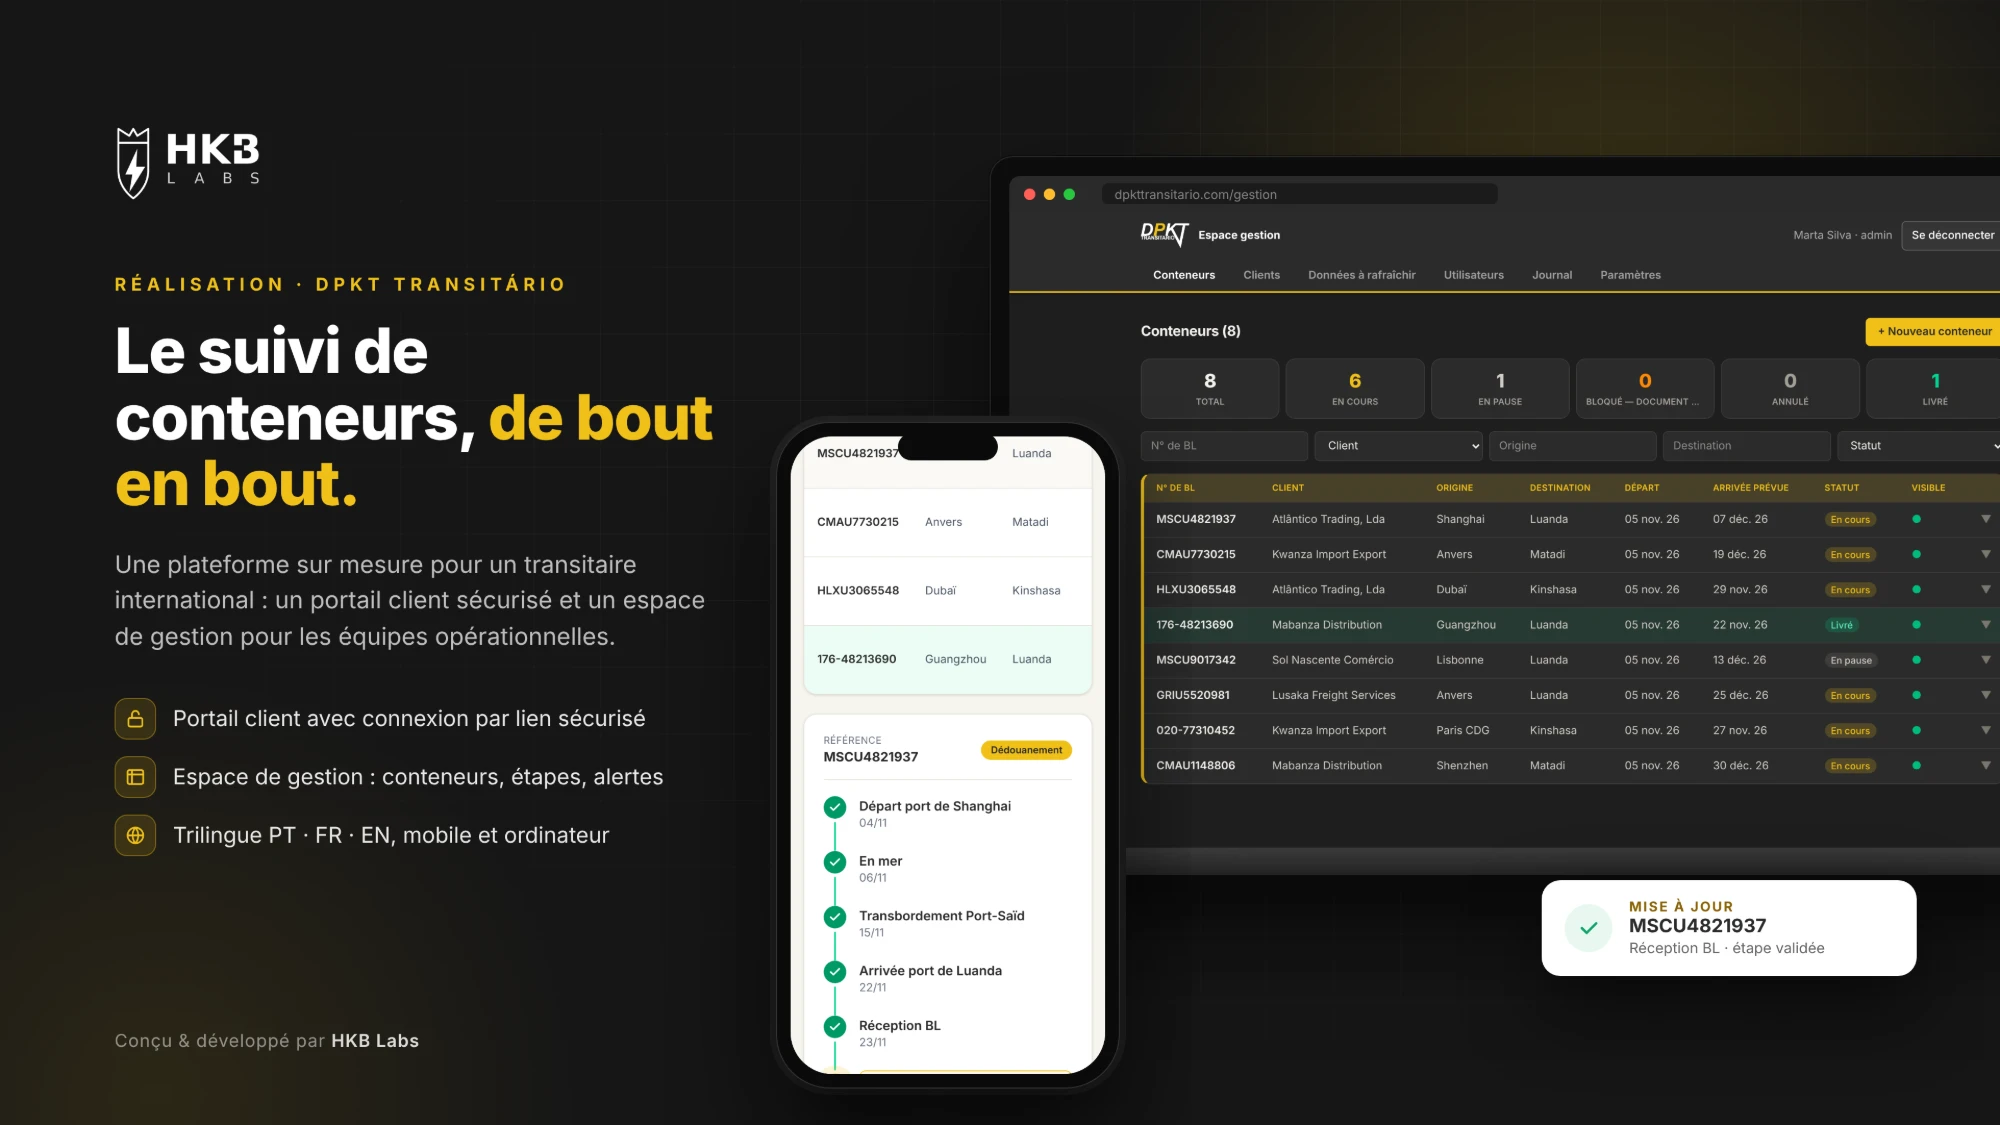 HKB
LABS
RÉALISATION · DPKT TRANSITÁRIO
Le suivi de
conteneurs, de bout
en bout.
Une plateforme sur mesure pour un transitaire
international : un portail client sécurisé et un espace
de gestion pour les équipes opérationnelles.
Portail client avec connexion par lien sécurisé
Espace de gestion : conteneurs, étapes, alertes
Trilingue PT · FR · EN, mobile et ordinateur
Conçu & développé par HKB Labs
MSCU4821937 Luanda
CMAU7730215 Anvers Matadi
HLXU3065548 Dubaï Kinshasa
176-48213690 Guangzhou Luanda
RÉFÉRENCE
MSCU4821937
Dédouanement
Départ port de Shanghai
04/11
En mer
06/11
Transbordement Port-Saïd
15/11
Arrivée port de Luanda
22/11
Réception BL
23/11
dpkttransitario.com/gestion
DPKT
TRANSITÁRIO
Espace gestion
Marta Silva · admin
Se déconnecter
Conteneurs Clients Données à rafraîchir Utilisateurs Journal Paramètres
Conteneurs (8)
+ Nouveau conteneur
8 6 1 0 0 1
TOTAL EN COURS EN PAUSE BLOQUÉ — DOCUMENT ... ANNULÉ LIVRÉ
N° de BL Client Origine Destination Statut
N° DE BL CLIENT ORIGINE DESTINATION DÉPART ARRIVÉE PRÉVUE STATUT VISIBLE
MSCU4821937 Atlântico Trading, Lda Shanghai Luanda 05 nov. 26 07 déc. 26 En cours
CMAU7730215 Kwanza Import Export Anvers Matadi 05 nov. 26 19 déc. 26 En cours
HLXU3065548 Atlântico Trading, Lda Dubaï Kinshasa 05 nov. 26 29 nov. 26 En cours
176-48213690 Mabanza Distribution Guangzhou Luanda 05 nov. 26 22 nov. 26 Livré
MSCU9017342 Sol Nascente Comércio Lisbonne Luanda 05 nov. 26 13 déc. 26 En pause
GRIU5520981 Lusaka Freight Services Anvers Luanda 05 nov. 26 25 déc. 26 En cours
020-77310452 Kwanza Import Export Paris CDG Kinshasa 05 nov. 26 27 nov. 26 En cours
CMAU1148806 Mabanza Distribution Shenzhen Matadi 05 nov. 26 30 déc. 26 En cours
MISE À JOUR
MSCU4821937
Réception BL · étape validée